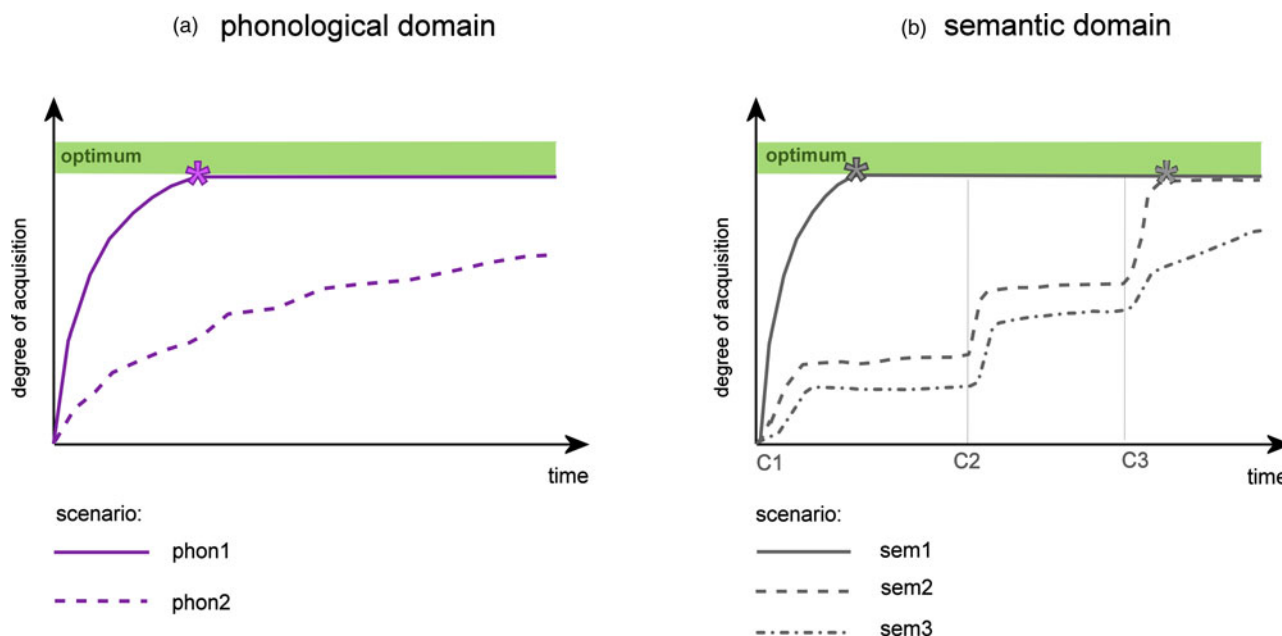 (a) phonological domain
optimum
degree of acquisition
time
scenario:
phon1
phon2
(b) semantic domain
optimum
degree of acquisition
C1
C2
C3
time
scenario:
sem1
sem2
sem3